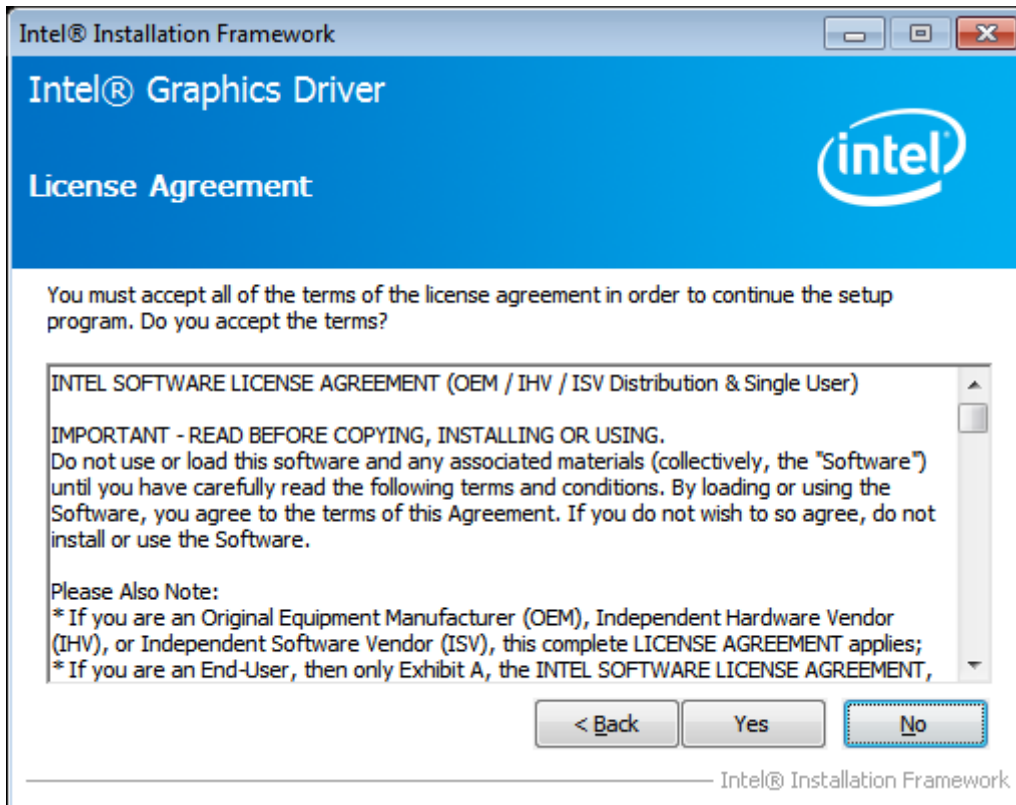 Intel® Installation Framework
Intel® Graphics Driver
intel
License Agreement
You must accept all of the terms of the license agreement in order to continue the setup
program. Do you accept the terms?
INTEL SOFTWARE LICENSE AGREEMENT (OEM / IHV / ISV Distribution & Single User)
IMPORTANT - READ BEFORE COPYING, INSTALLING OR USING.
Do not use or load this software and any associated materials (collectively, the "Software")
until you have carefully read the following terms and conditions. By loading or using the
Software, you agree to the terms of this Agreement. If you do not wish to so agree, do not
install or use the Software.
Please Also Note:
* If you are an Original Equipment Manufacturer (OEM), Independent Hardware Vendor
(IHV), or Independent Software Vendor (ISV), this complete LICENSE AGREEMENT applies;
* If you are an End-User, then only Exhibit A, the INTEL SOFTWARE LICENSE AGREEMENT,
< Back Yes No
Intel® Installation Framework